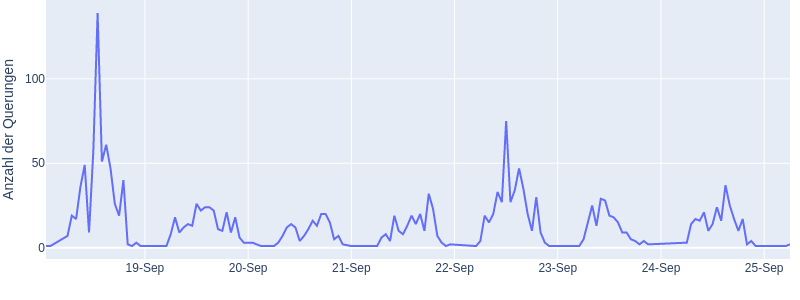 Anzahl der Querungen
100
50
0
19-Sep
20-Sep
21-Sep
22-Sep
23-Sep
24-Sep
25-Sep